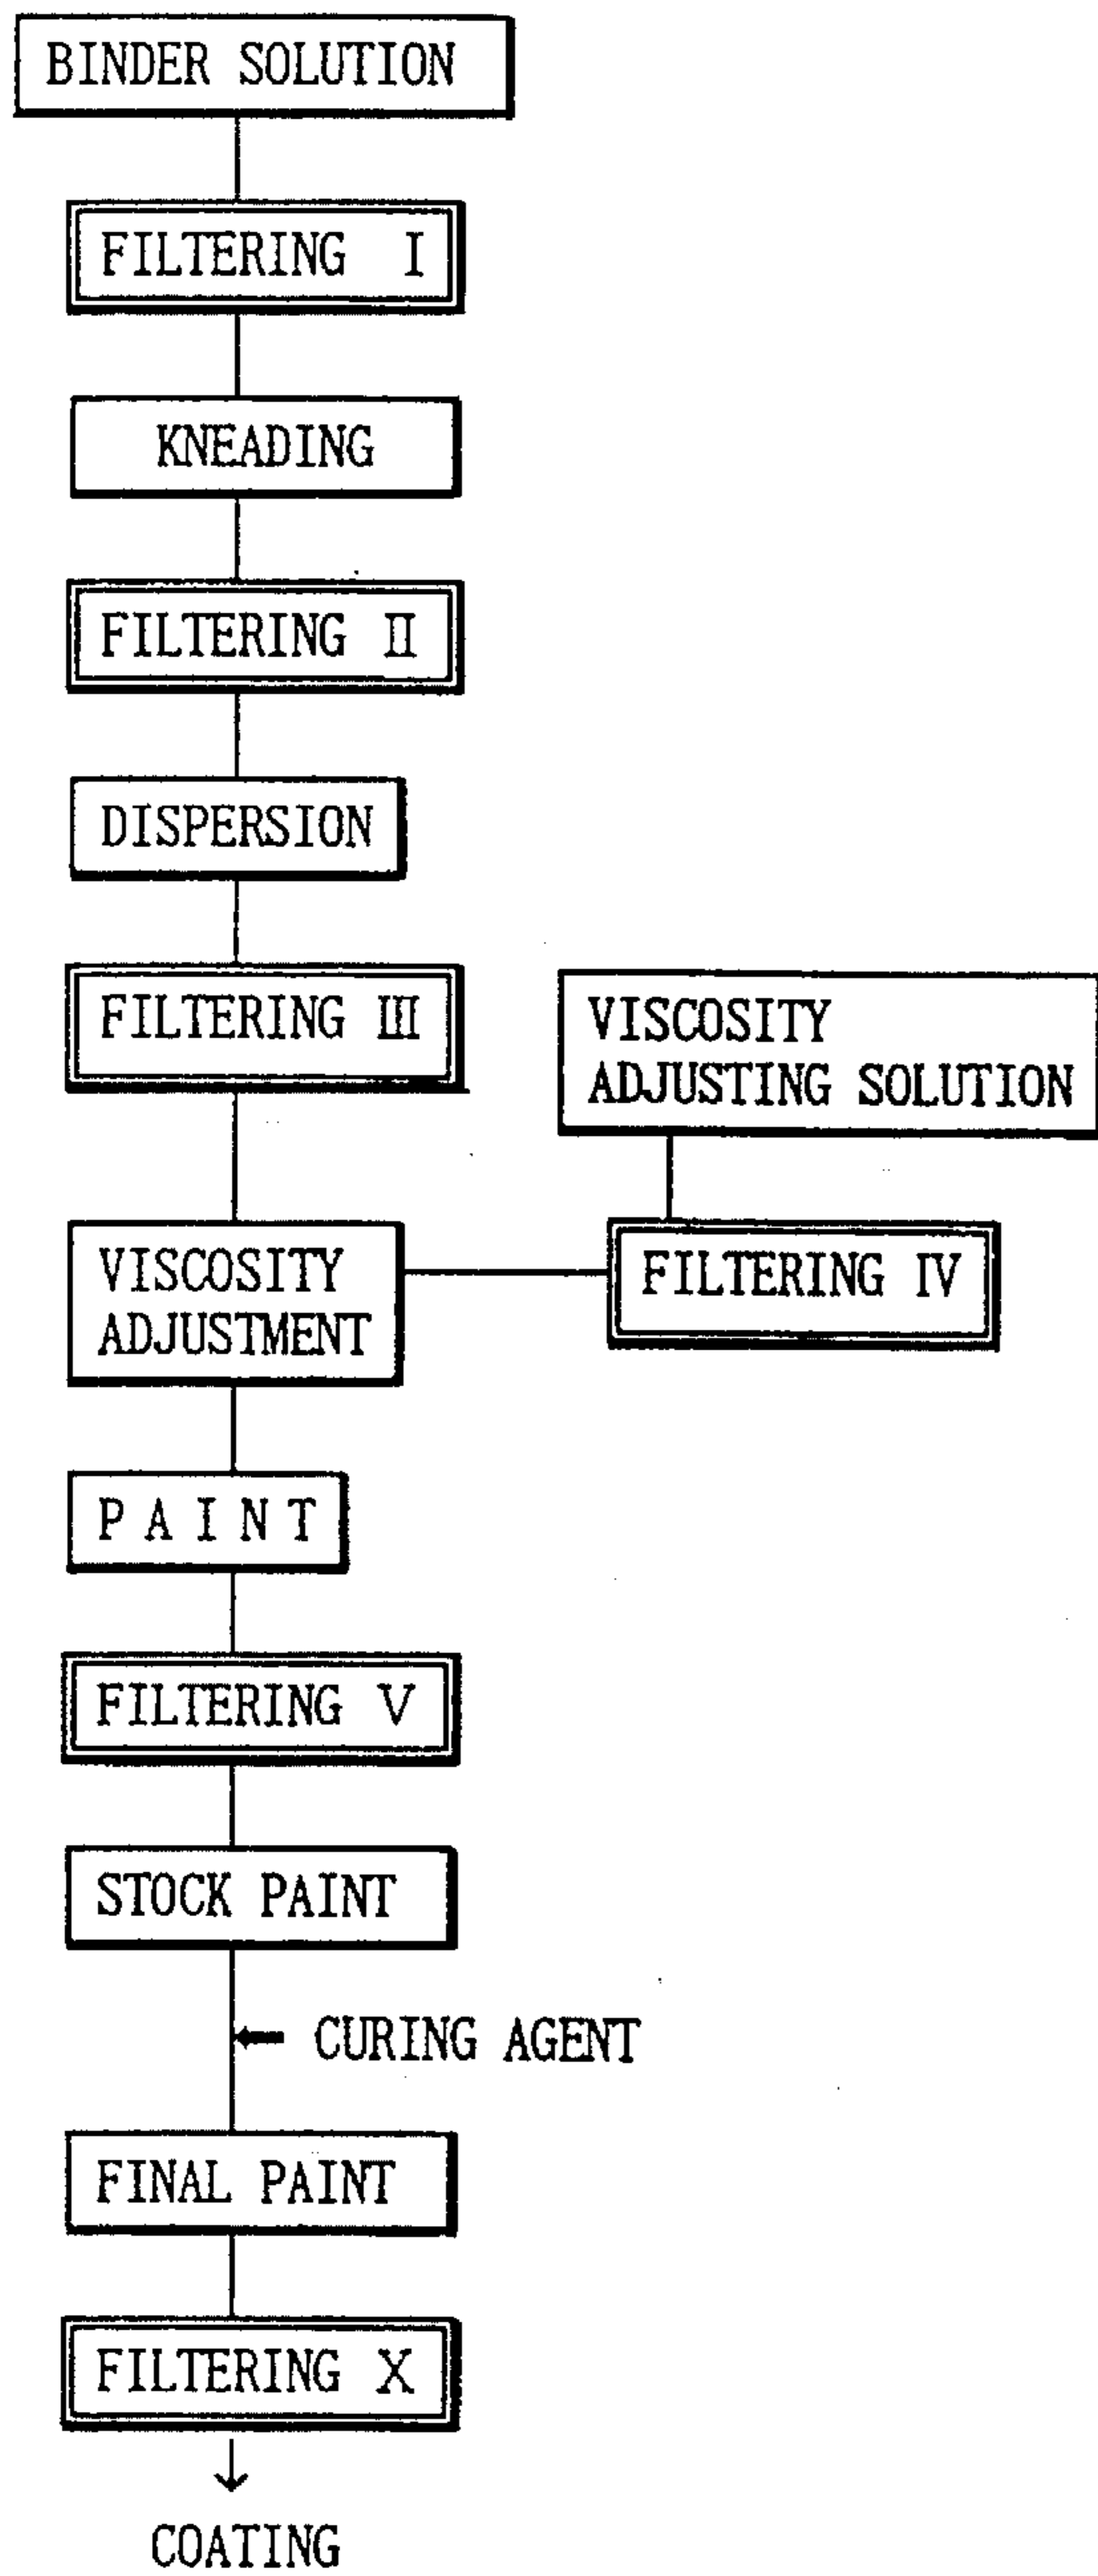 BINDER SOLUTION
FILTERING I
KNEADING
FILTERING II
DISPERSION
FILTERING III
VISCOSITY
ADJUSTING SOLUTION
VISCOSITY
ADJUSTMENT
FILTERING IV
PAINT
FILTERING V
STOCK PAINT
CURING AGENT
FINAL PAINT
FILTERING X
COATING